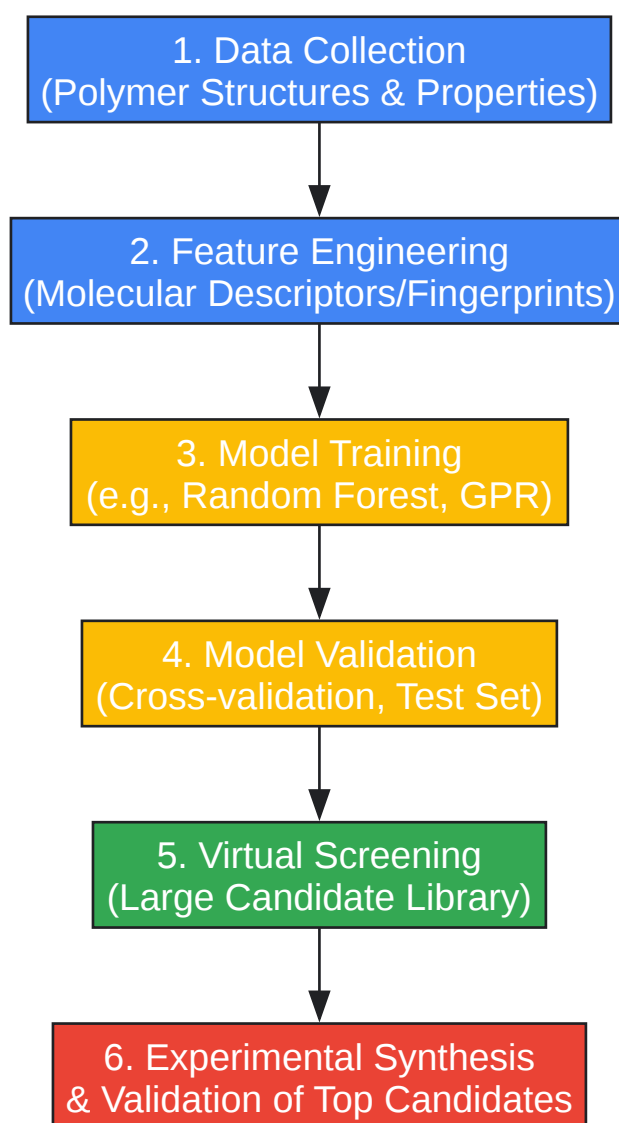 1. Data Collection
(Polymer Structures & Properties)
2. Feature Engineering
(Molecular Descriptors/Fingerprints)
3. Model Training
(e.g., Random Forest, GPR)
4. Model Validation
(Cross-validation, Test Set)
5. Virtual Screening
(Large Candidate Library)
6. Experimental Synthesis
& Validation of Top Candidates